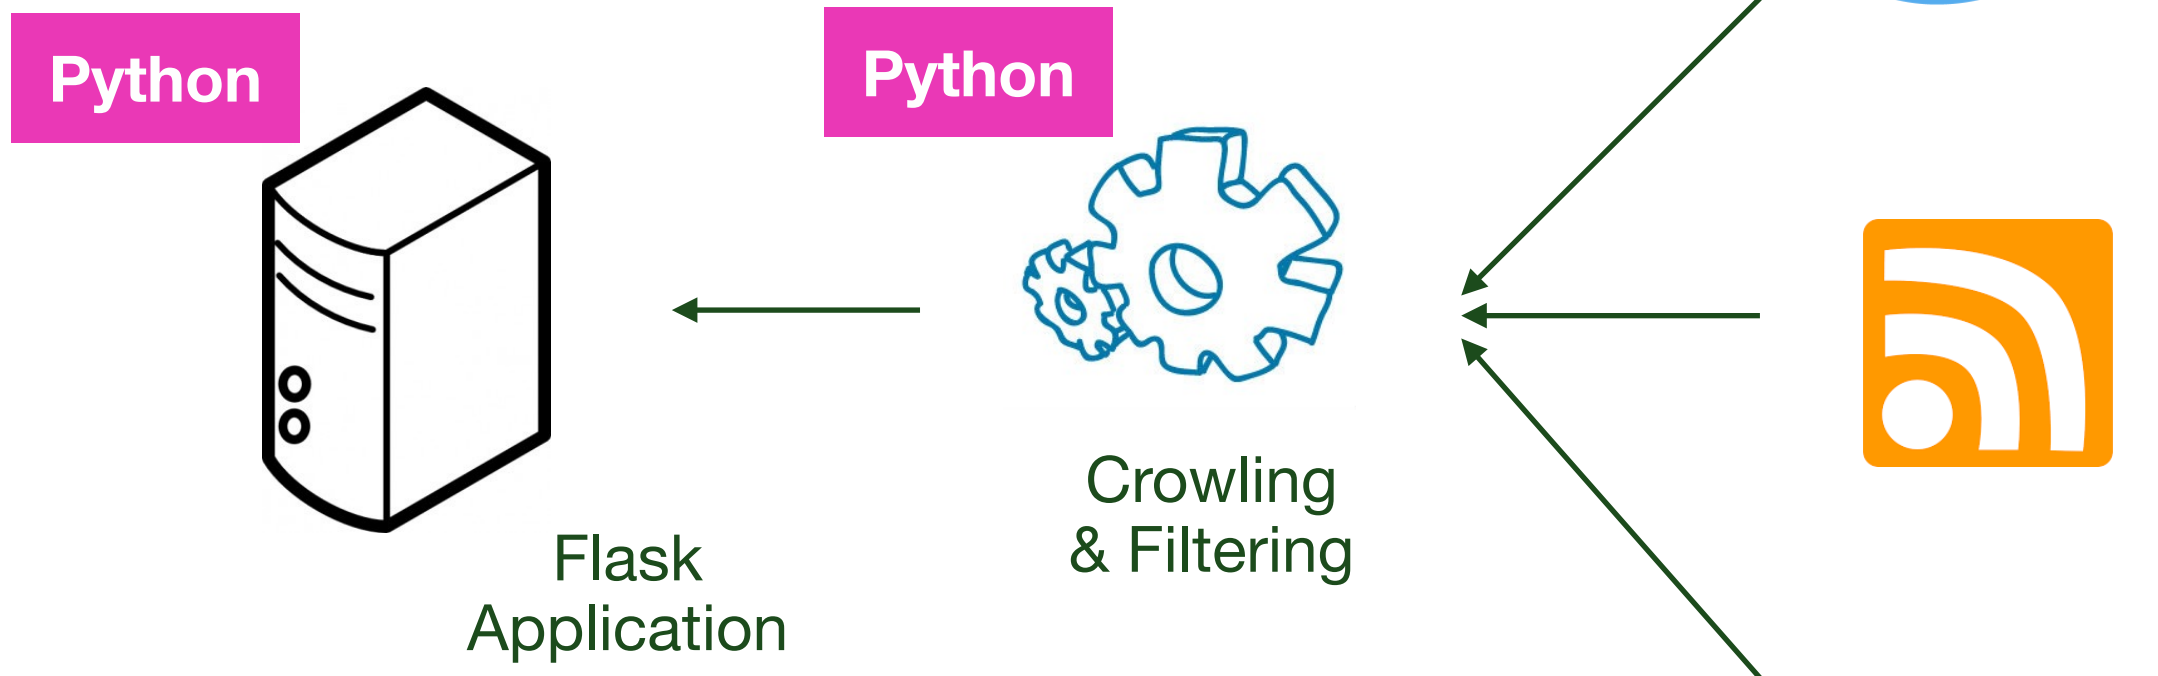 Python
Python
Crowling
& Filtering
Flask
Application